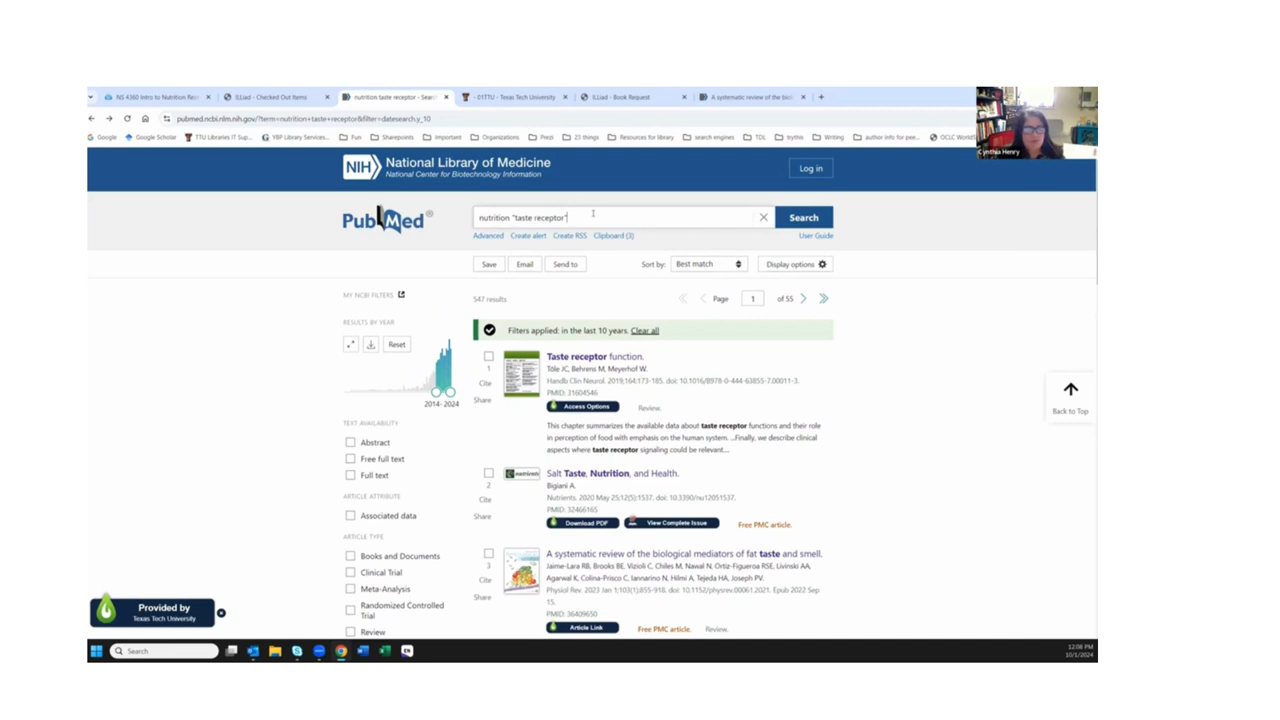 NS 4360 Intro to Nutrition Res
ILLiad - Checked Out Items
nutrition taste receptor - Searc
- 01TTU - Texas Tech University
ILLiad - Book Request
A systematic review of the biol
pubmed.ncbi.nlm.nih.gov/?term=nutrition+taste+receptor&filter=datesearch.y_10
Google
Google Scholar
TTU Libraries IT Sup...
YBP Library Services...
Fun
Sharepoints
Important
Organizations
Prezi
23 things
Resources for library
search engines
TDL
trythis
Writing
author info for pee...
OCLC WorldS
Cynthia Henry
NIH
National Library of Medicine
National Center for Biotechnology Information
Log in
PubMed®
nutrition "taste receptor"
Search
Advanced
Create alert
Create RSS
Clipboard (3)
User Guide
Save
Email
Send to
Sort by:
Best match
Display options
MY NCBI FILTERS
547 results
Page
1
of 55
RESULTS BY YEAR
Reset
2014- 2024
Filters applied: in the last 10 years. Clear all
1
Cite
Share
Taste receptor function.
Töle JC, Behrens M, Meyerhof W.
Handb Clin Neurol. 2019;164:173-185. doi: 10.1016/B978-0-444-63855-7.00011-3.
PMID: 31604546
Access Options
Review.
This chapter summarizes the available data about taste receptor functions and their role
in perception of food with emphasis on the human system. ...Finally, we describe clinical
aspects where taste receptor signaling could be relevant....
Back to Top
TEXT AVAILABILITY
Abstract
Free full text
Full text
2
Cite
Share
nutrients
Salt Taste, Nutrition, and Health.
Bigiani A.
Nutrients. 2020 May 25;12(5):1537. doi: 10.3390/nu12051537.
PMID: 32466165
Download PDF
View Complete Issue
Free PMC article.
ARTICLE ATTRIBUTE
Associated data
ARTICLE TYPE
Books and Documents
Clinical Trial
Meta-Analysis
Randomized Controlled
Trial
Review
3
Cite
Share
A systematic review of the biological mediators of fat taste and smell.
Jaime-Lara RB, Brooks BE, Vizioli C, Chiles M, Nawal N, Ortiz-Figueroa RSE, Livinski AA,
Agarwal K, Colina-Prisco C, Iannarino N, Hilmi A, Tejeda HA, Joseph PV.
Physiol Rev. 2023 Jan 1;103(1):855-918. doi: 10.1152/physrev.00061.2021. Epub 2022 Sep
15.
PMID: 36409650
Article Link
Free PMC article.
Review.
Provided by
Texas Tech University
Search
12:08 PM
10/1/2024